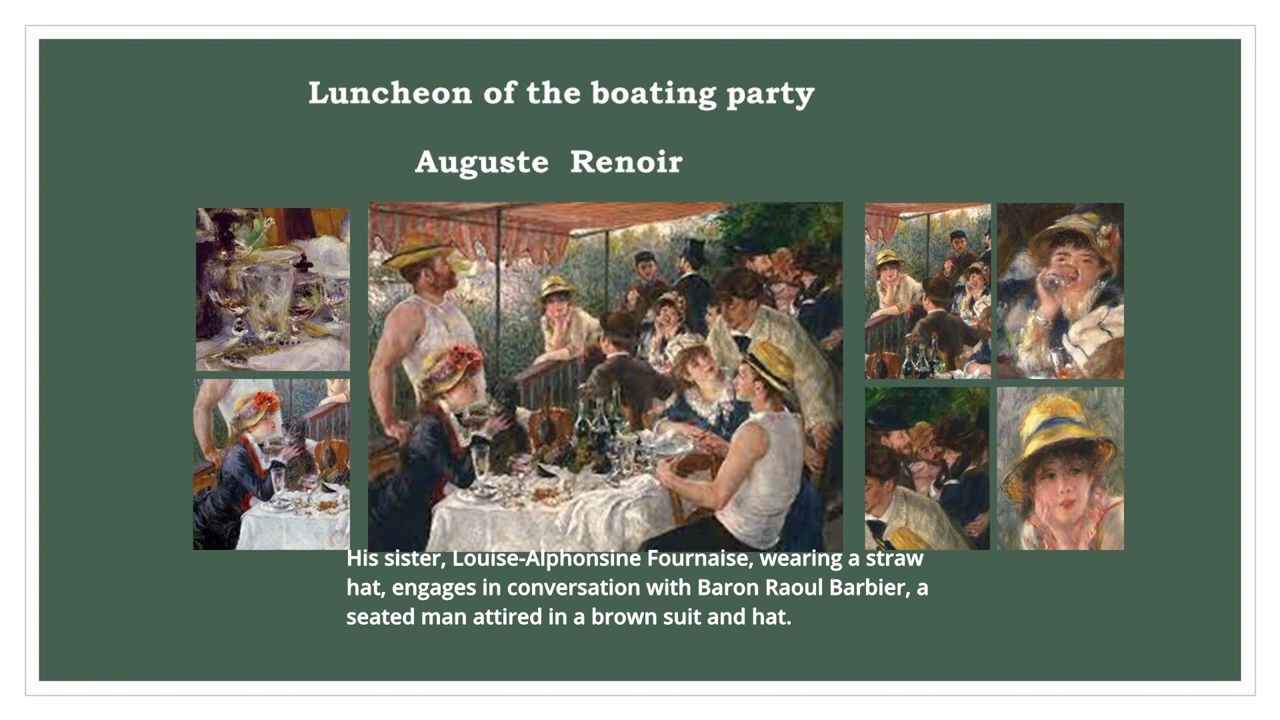 Luncheon of the boating party
Auguste Renoir
His sister, Louise-Alphonsine Fournaise, wearing a straw
hat, engages in conversation with Baron Raoul Barbier, a
seated man attired in a brown suit and hat.